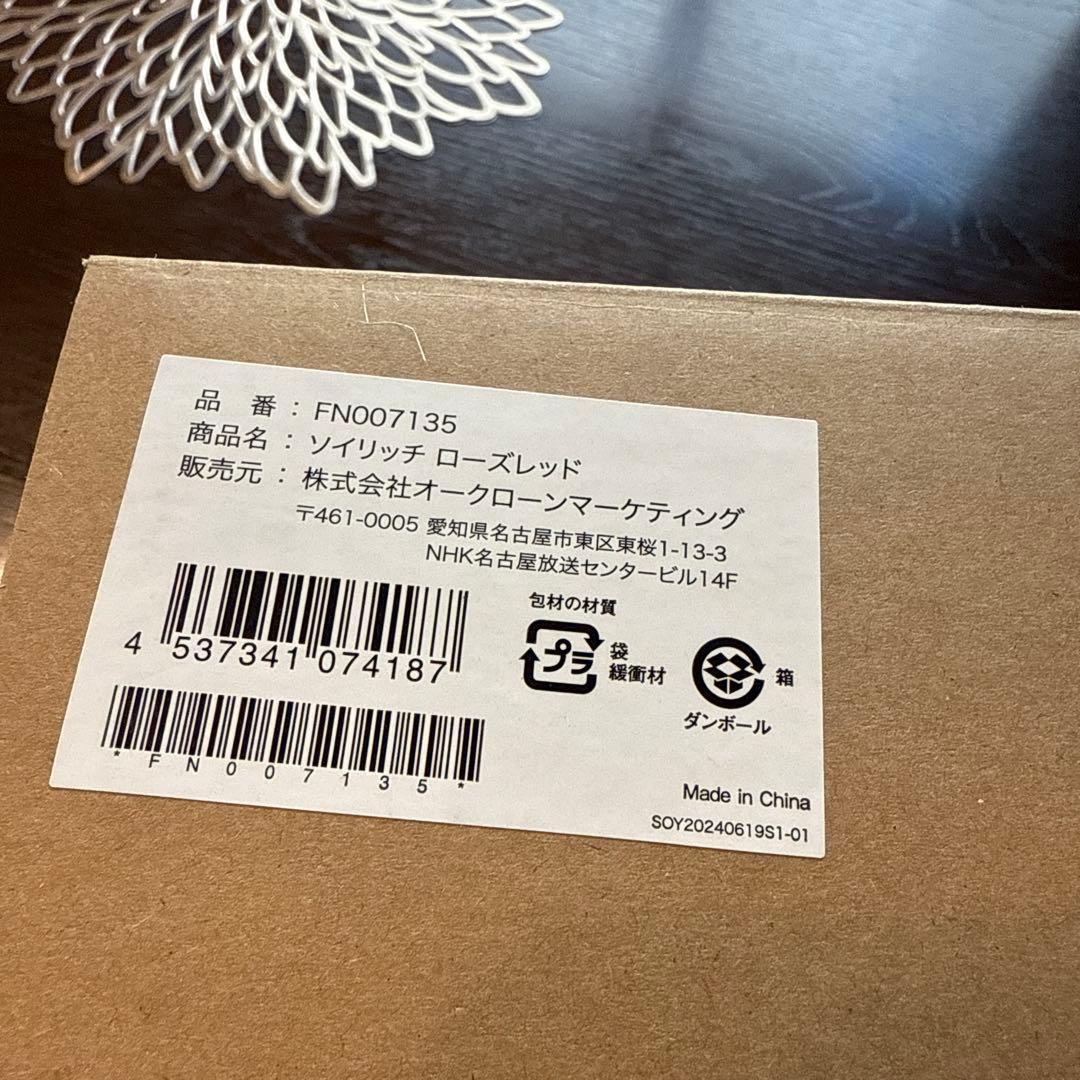 品 番 : FN007135
商品名 : ソイリッチ ローズレッド
販売元 : 株式会社オークローンマーケティング
〒461-0005 愛知県名古屋市東区東桜1-13-3
NHK名古屋放送センタービル14F
4 537341 074187
*FN007135*
包材の材質
プラ 袋
緩衝材
箱
ダンボール
Made in China
SOY20240619S1-01